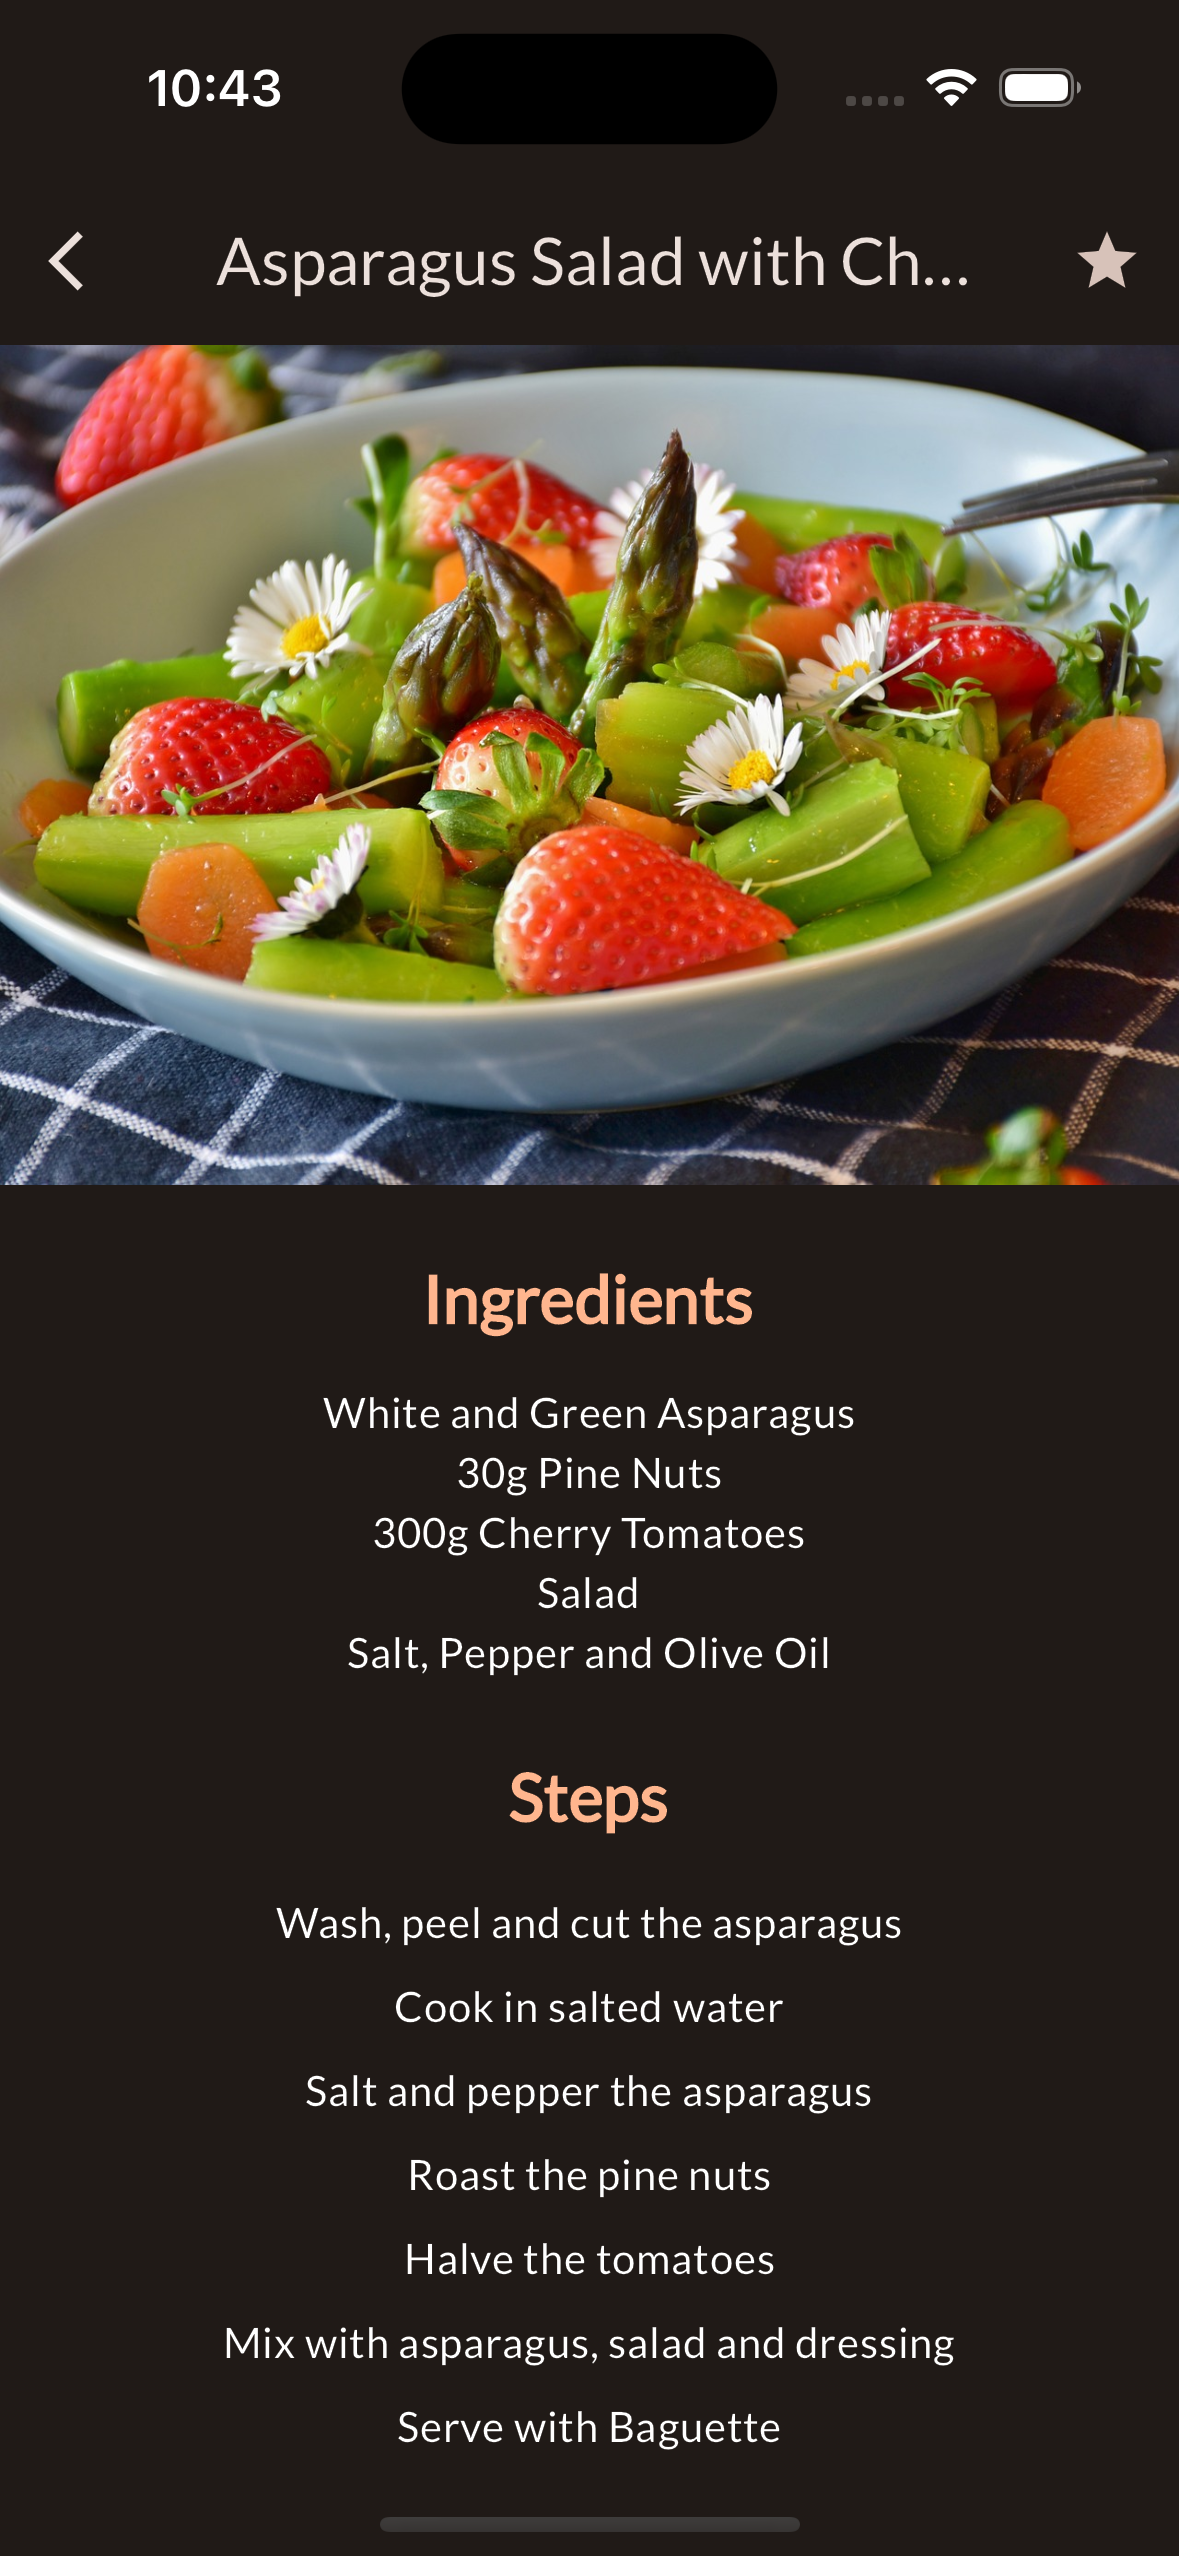 10:43
Asparagus Salad with Ch...
Ingredients
White and Green Asparagus
30g Pine Nuts
300g Cherry Tomatoes
Salad
Salt, Pepper and Olive Oil
Steps
Wash, peel and cut the asparagus
Cook in salted water
Salt and pepper the asparagus
Roast the pine nuts
Halve the tomatoes
Mix with asparagus, salad and dressing
Serve with Baguette